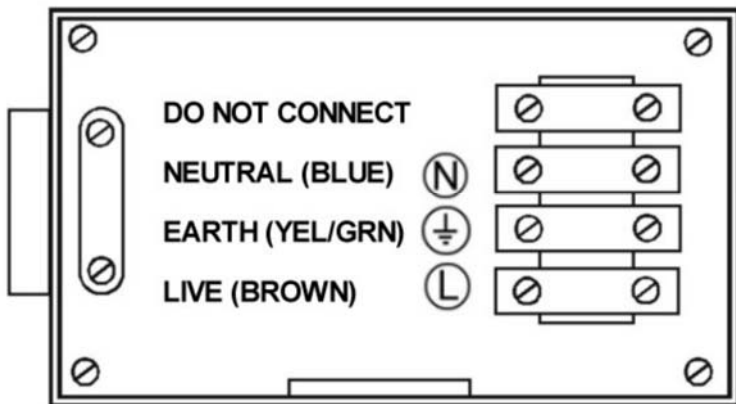 DO NOT CONNECT
NEUTRAL (BLUE) N
EARTH (YEL/GRN)
LIVE (BROWN) L